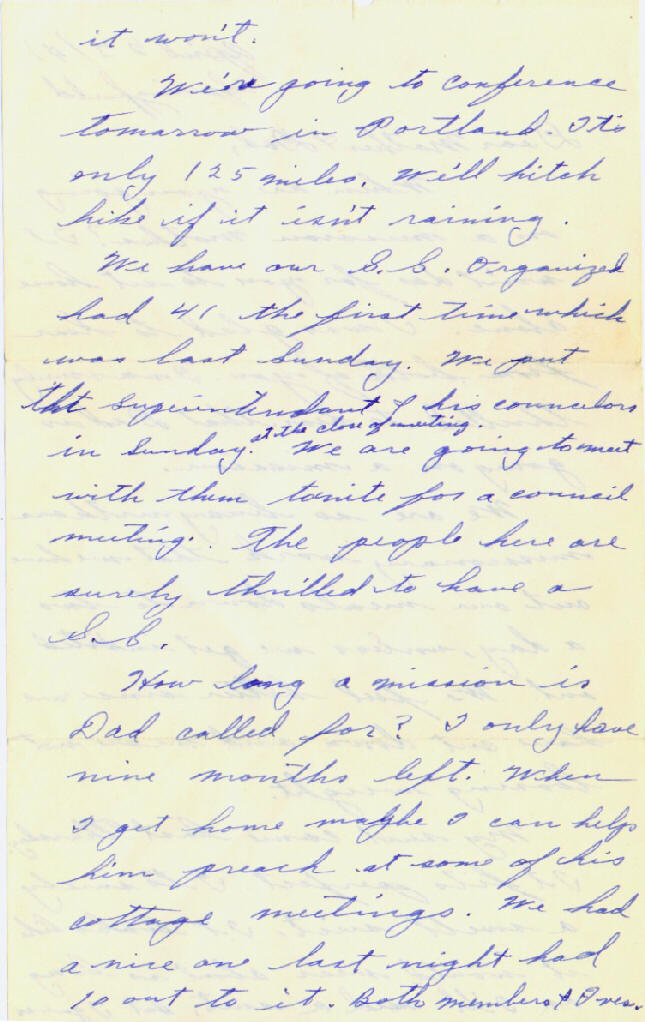 it won't.
We're going to conference
tomarrow in Portland. It's
only 125 miles. We'll hitch
hike if it isn't raining.
We have our S.S. Organized
had 41 the first time which
was last Sunday. We put
tht Superintendant & his councelors
in Sunday. at the close of meeting. We are going to meet
with them tonite for a council
meeting. The people here are
surely thrilled to have a
S.S.
How long a mission is
Dad called for? I only have
nine months left. When
I get home maybe I can help
him preach at some of his
cottage meetings. We had
a nice one last night had
10 out to it. Both members &